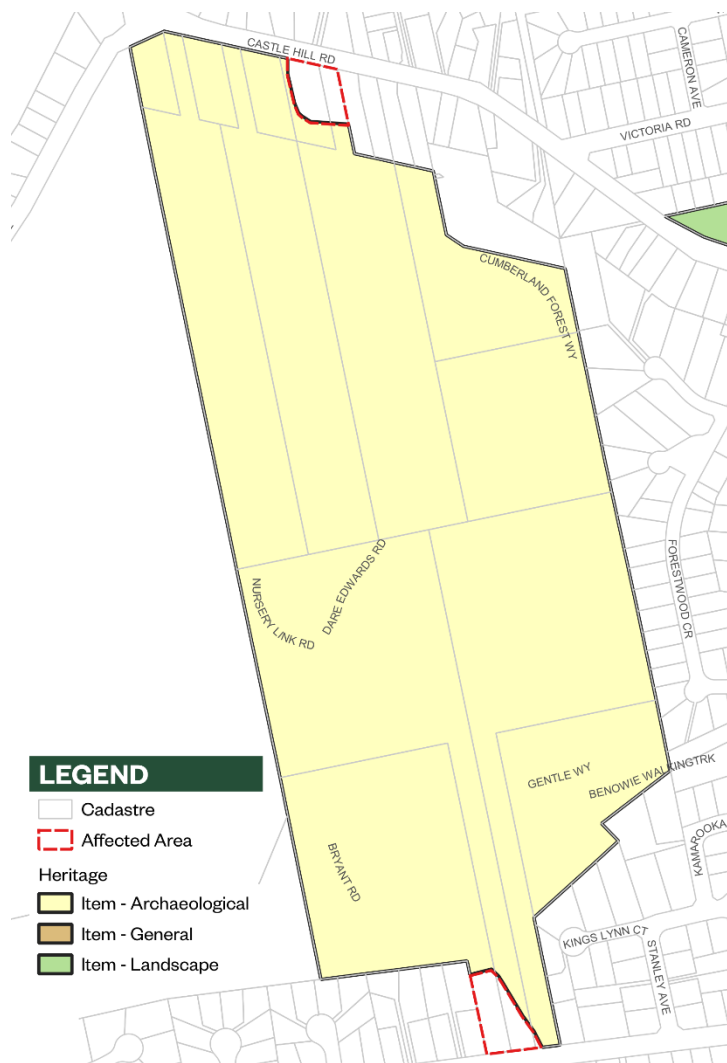 CASTLE HILL RD
CAMERON AVE
VICTORIA RD
CUMBERLAND FOREST WY
FORESTWOOD CR
DARE EDWARDS RD
NURSERY LINK RD
GENTLE WY
BENOWIE WALKINGTRK
KAMAROOKA
BRYANT RD
KINGS LYNN CT
STANLEY AVE
LEGEND
Cadastre
Affected Area
Heritage
Item - Archaeological
Item - General
Item - Landscape